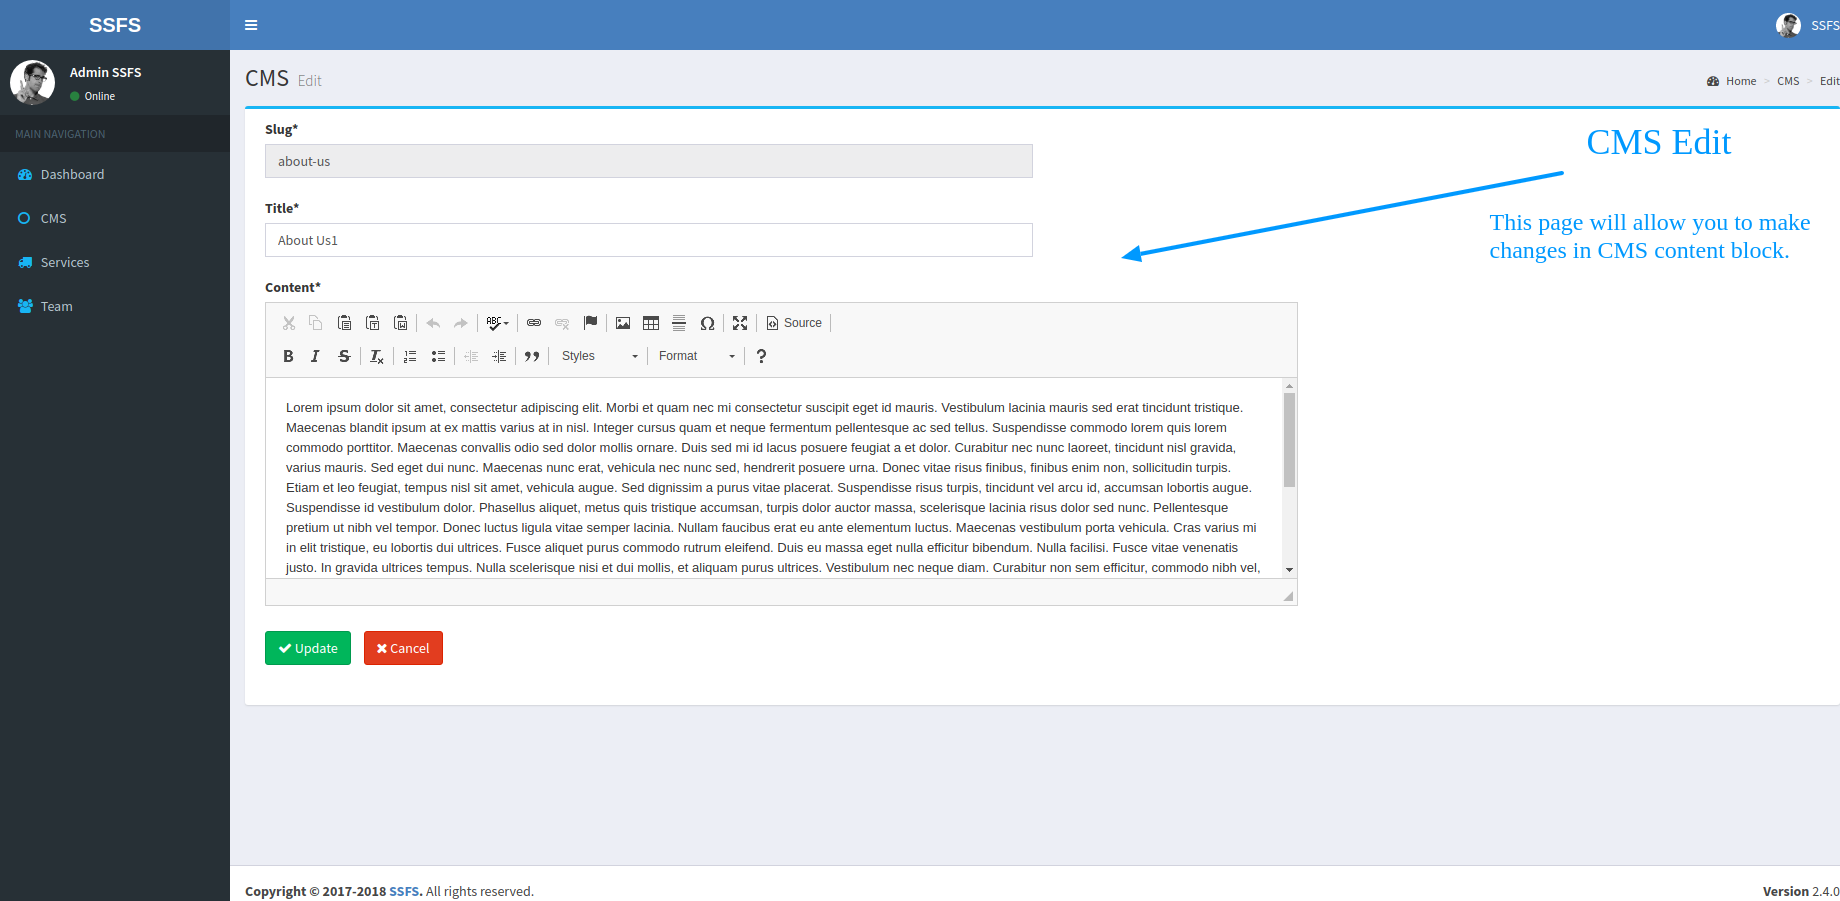 SSFS
SSFS
Admin SSFS
Online
MAIN NAVIGATION
Dashboard
CMS
Services
Team
CMS Edit
Home > CMS > Edit
Slug*
about-us
Title*
About Us1
CMS Edit
This page will allow you to make
changes in CMS content block.
Content*
ABC
Source
B I S Tx
Styles
Format
?
Lorem ipsum dolor sit amet, consectetur adipiscing elit. Morbi et quam nec mi consectetur suscipit eget id mauris. Vestibulum lacinia mauris sed erat tincidunt tristique.
Maecenas blandit ipsum at ex mattis varius at in nisl. Integer cursus quam et neque fermentum pellentesque ac sed tellus. Suspendisse commodo lorem quis lorem
commodo porttitor. Maecenas convallis odio sed dolor mollis ornare. Duis sed mi id lacus posuere feugiat a et dolor. Curabitur nec nunc laoreet, tincidunt nisl gravida,
varius mauris. Sed eget dui nunc. Maecenas nunc erat, vehicula nec nunc sed, hendrerit posuere urna. Donec vitae risus finibus, finibus enim non, sollicitudin turpis.
Etiam et leo feugiat, tempus nisl sit amet, vehicula augue. Sed dignissim a purus vitae placerat. Suspendisse risus turpis, tincidunt vel arcu id, accumsan lobortis augue.
Suspendisse id vestibulum dolor. Phasellus aliquet, metus quis tristique accumsan, turpis dolor auctor massa, scelerisque lacinia risus dolor sed nunc. Pellentesque
pretium ut nibh vel tempor. Donec luctus ligula vitae semper lacinia. Nullam faucibus erat eu ante elementum luctus. Maecenas vestibulum porta vehicula. Cras varius mi
in elit tristique, eu lobortis dui ultrices. Fusce aliquet purus commodo rutrum eleifend. Duis eu massa eget nulla efficitur bibendum. Nulla facilisi. Fusce vitae venenatis
justo. In gravida ultrices tempus. Nulla scelerisque nisi et dui mollis, et aliquam purus ultrices. Vestibulum nec neque diam. Curabitur non sem efficitur, commodo nibh vel,
Update
Cancel
Copyright © 2017-2018 SSFS. All rights reserved.
Version 2.4.0